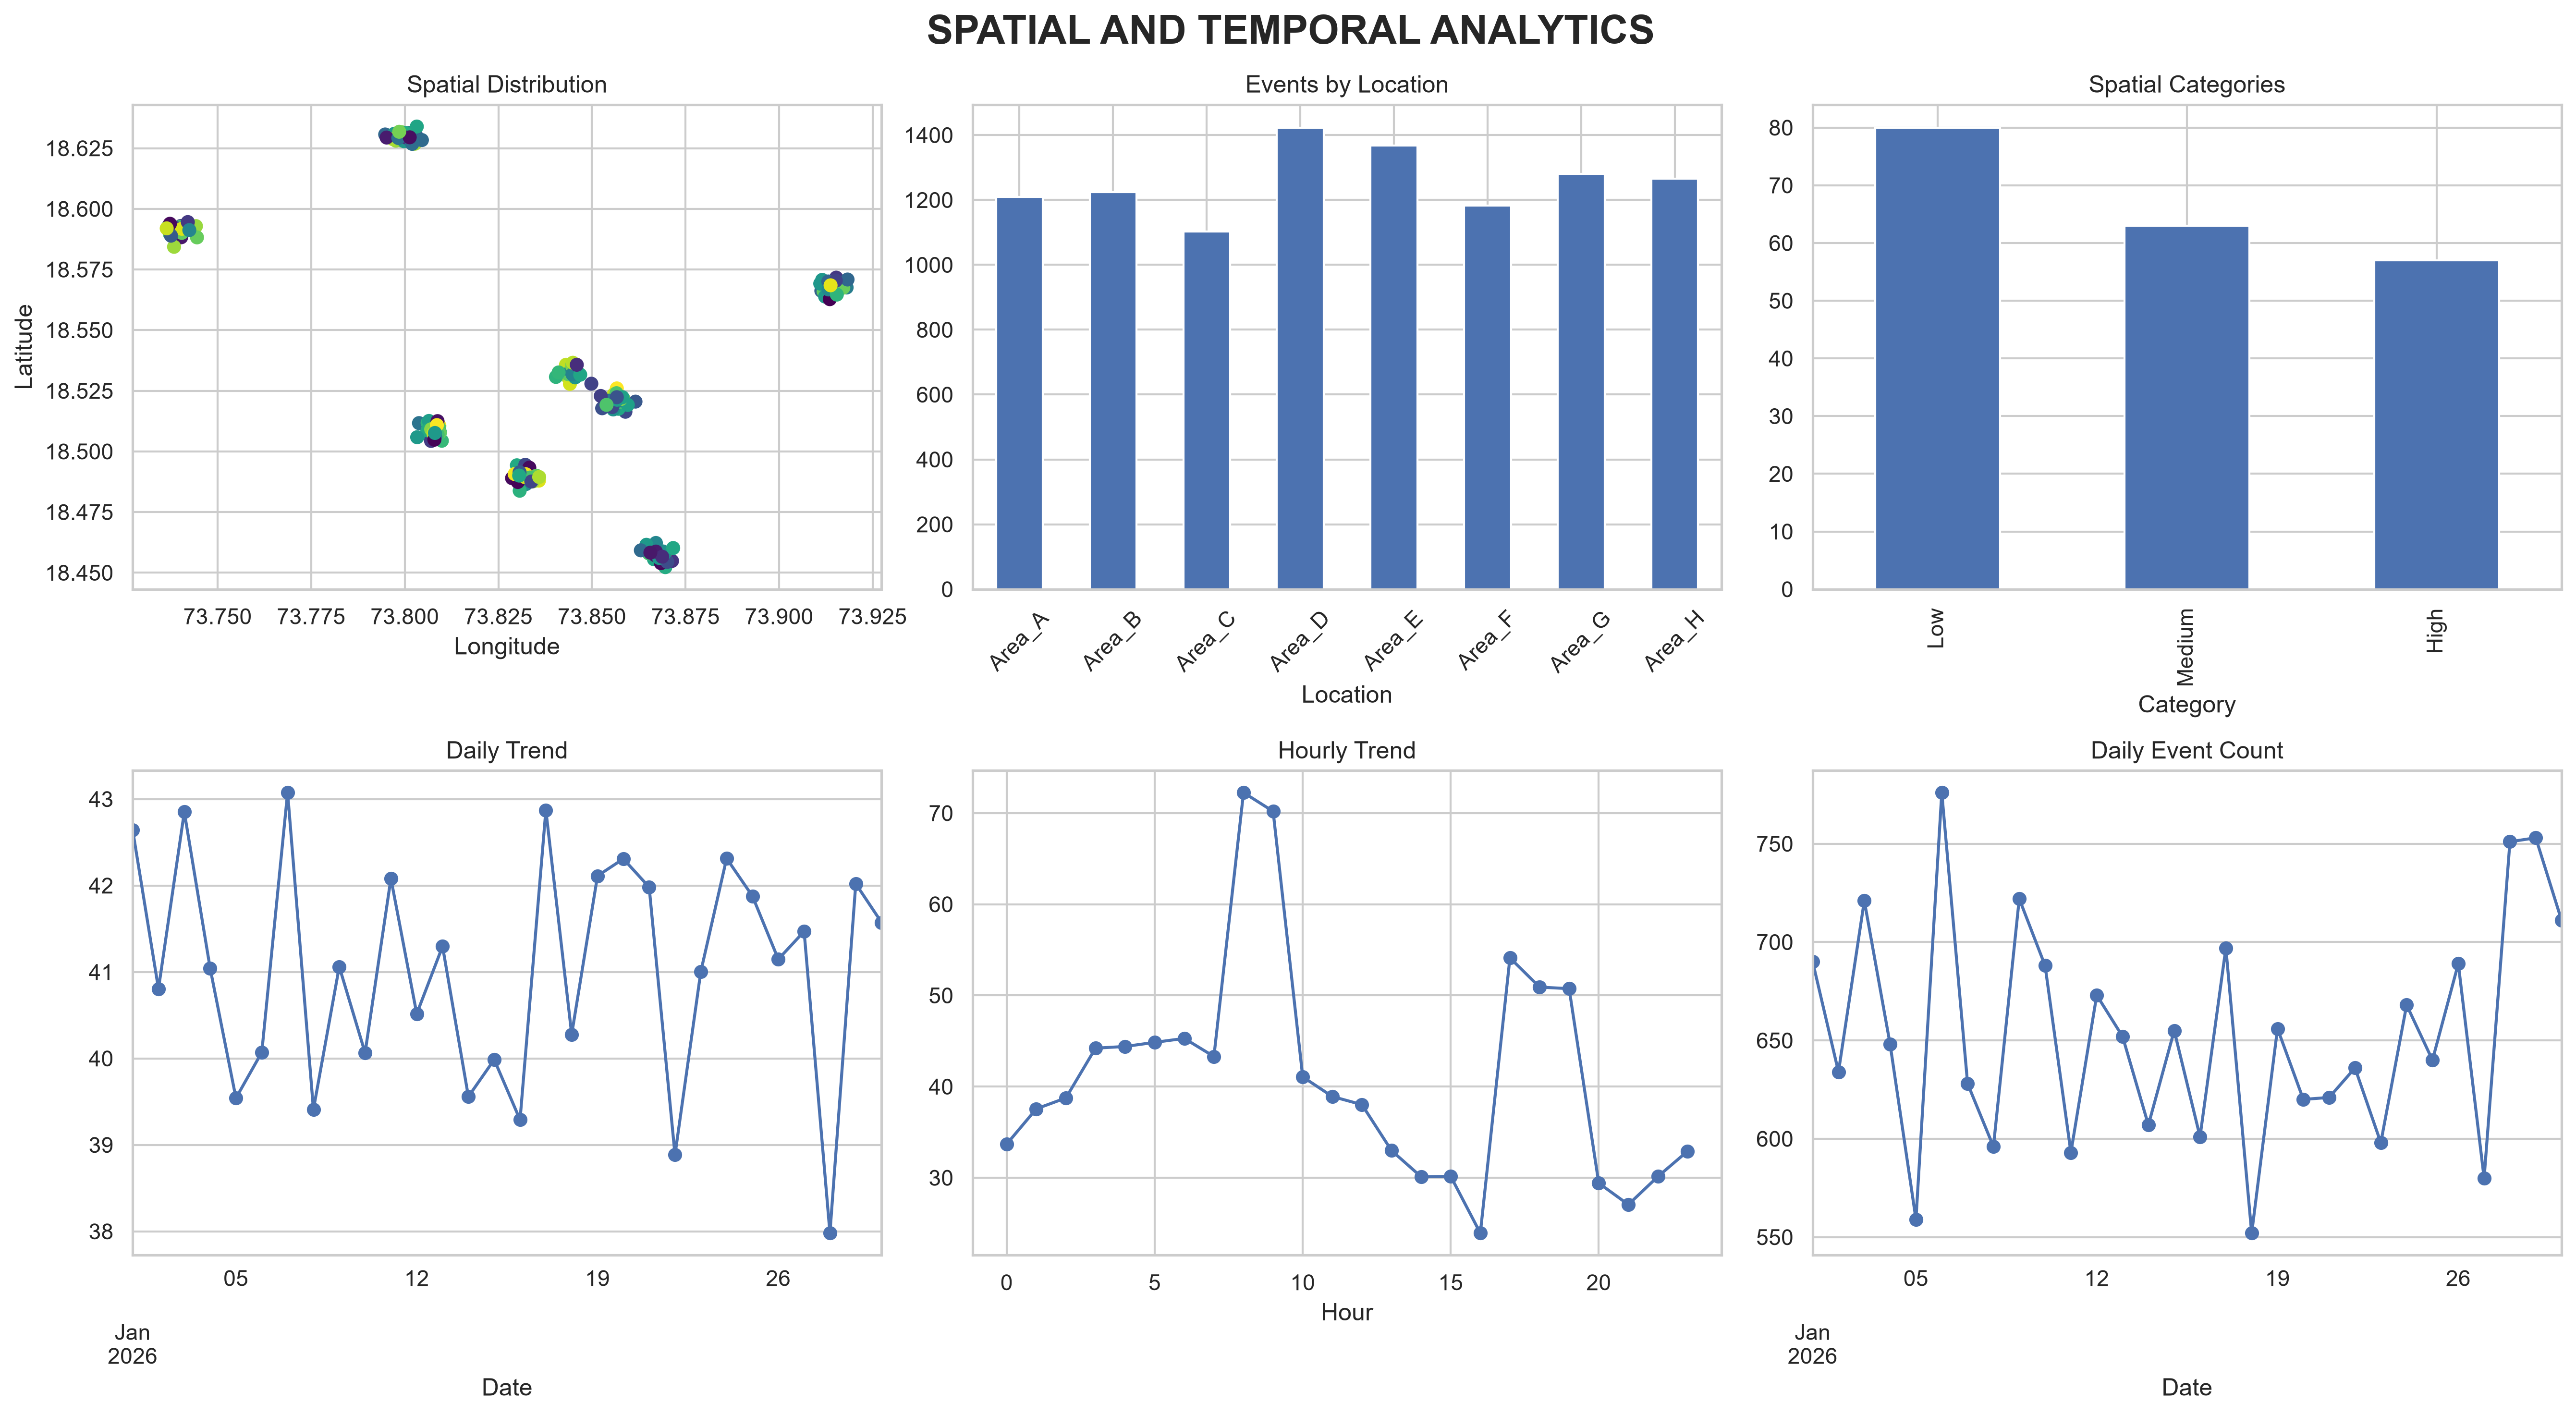 SPATIAL AND TEMPORAL ANALYTICS
Spatial Distribution
Latitude
18.625
18.600
18.575
18.550
18.525
18.500
18.475
18.450
73.750 73.775 73.800 73.825 73.850 73.875 73.900 73.925
Longitude
Events by Location
1400
1200
1000
800
600
400
200
0
Area_A Area_B Area_C Area_D Area_E Area_F Area_G Area_H
Location
Spatial Categories
80
70
60
50
40
30
20
10
0
Low Medium High
Category
Daily Trend
43
42
41
40
39
38
05 12 19 26
Jan
2026
Date
Hourly Trend
70
60
50
40
30
0 5 10 15 20
Hour
Daily Event Count
750
700
650
600
550
05 12 19 26
Jan
2026
Date